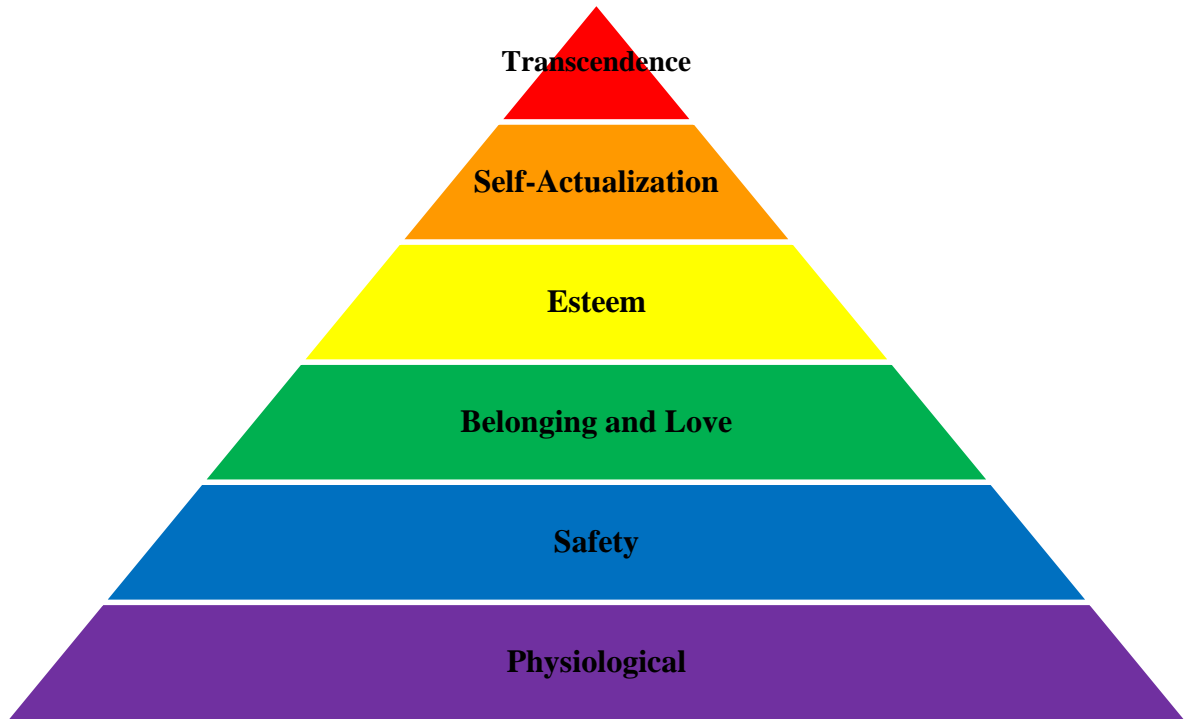 Transcendence
Self-Actualization
Esteem
Belonging and Love
Safety
Physiological